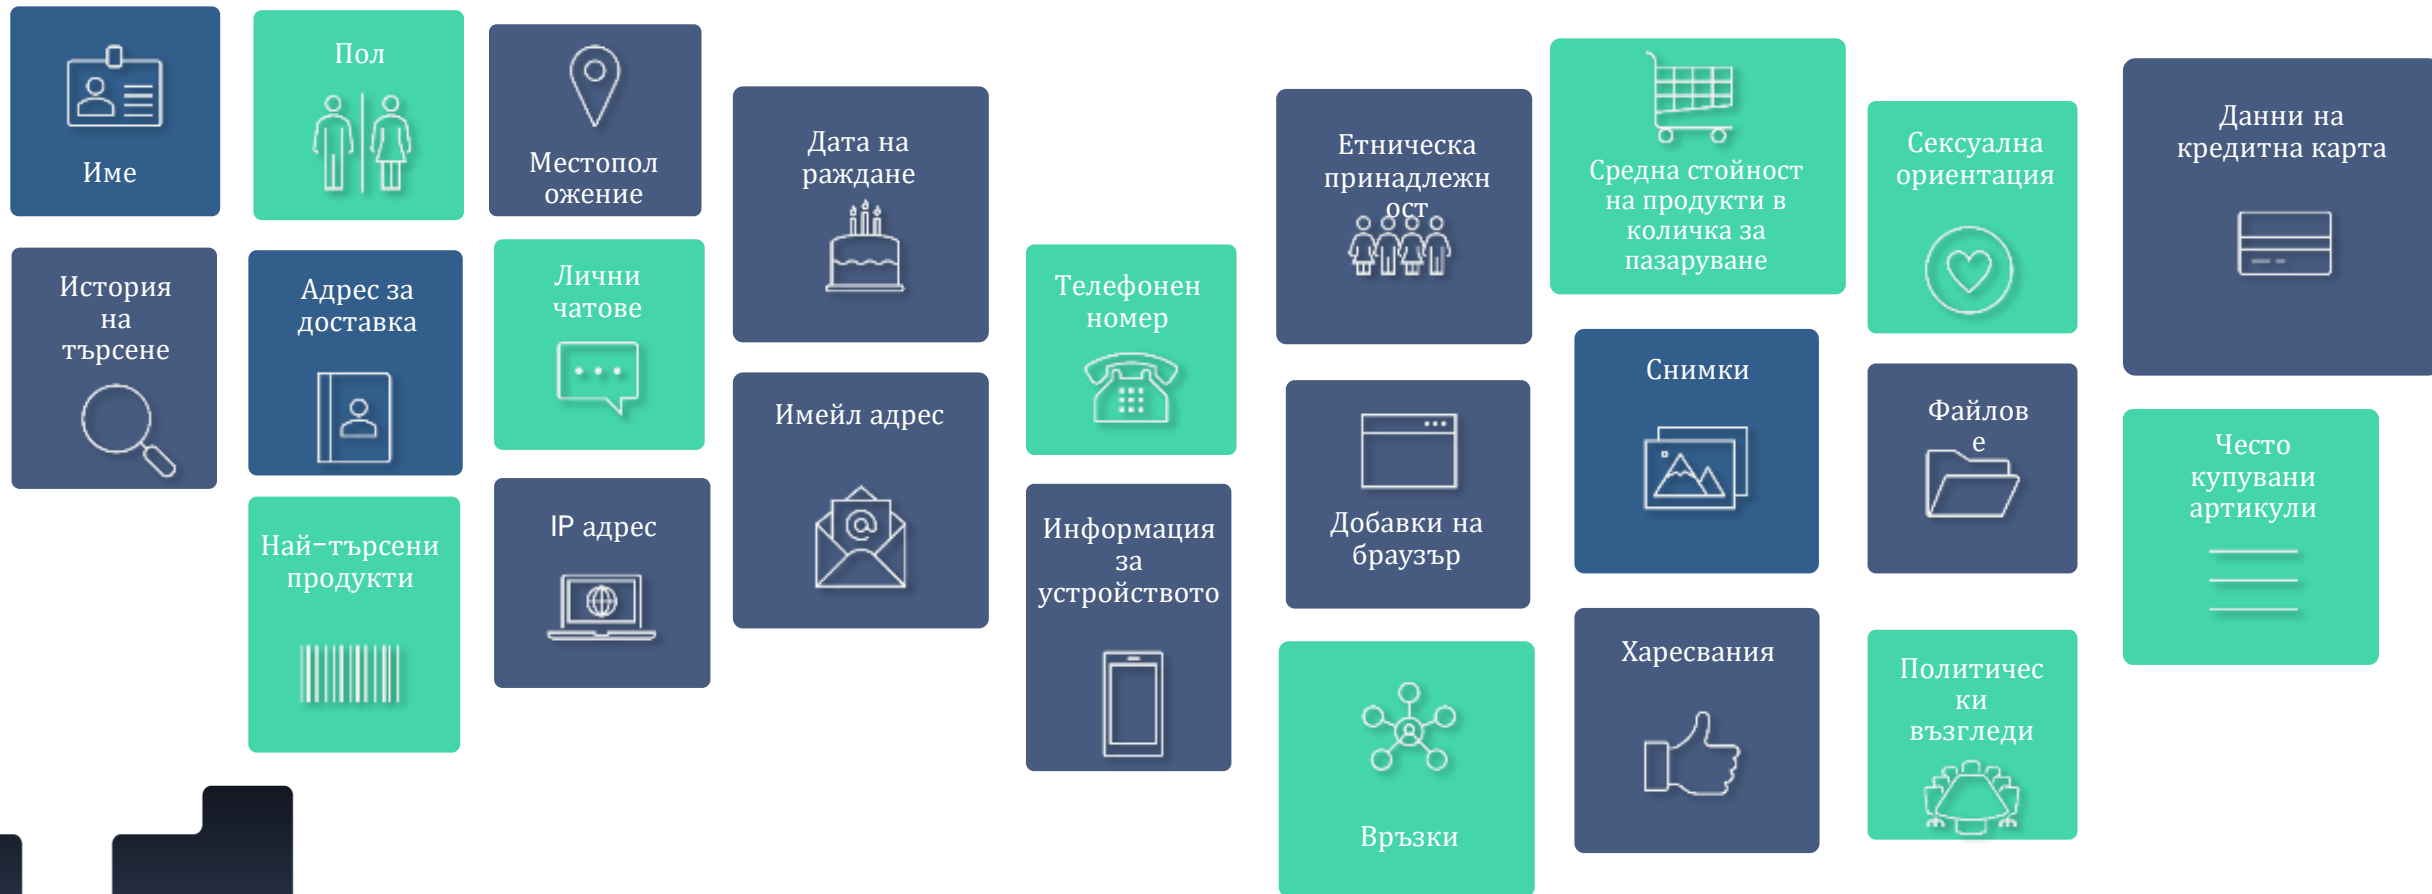 Име
Пол
Местопол
ожение
Дата на
раждане
Етническа
принадлежн
ост
Средна стойност
на продукти в
количка за
пазаруване
Сексуална
ориентация
Данни на
кредитна карта
История
на
търсене
Адрес за
доставка
Лични
чатове
Имейл адрес
Телефонен
номер
Снимки
Файлов
е
Често
купувани
артикули
Най-търсени
продукти
IP адрес
Информация
за
устройството
Добавки на
браузър
Връзки
Харесвания
Политичес
ки
възгледи